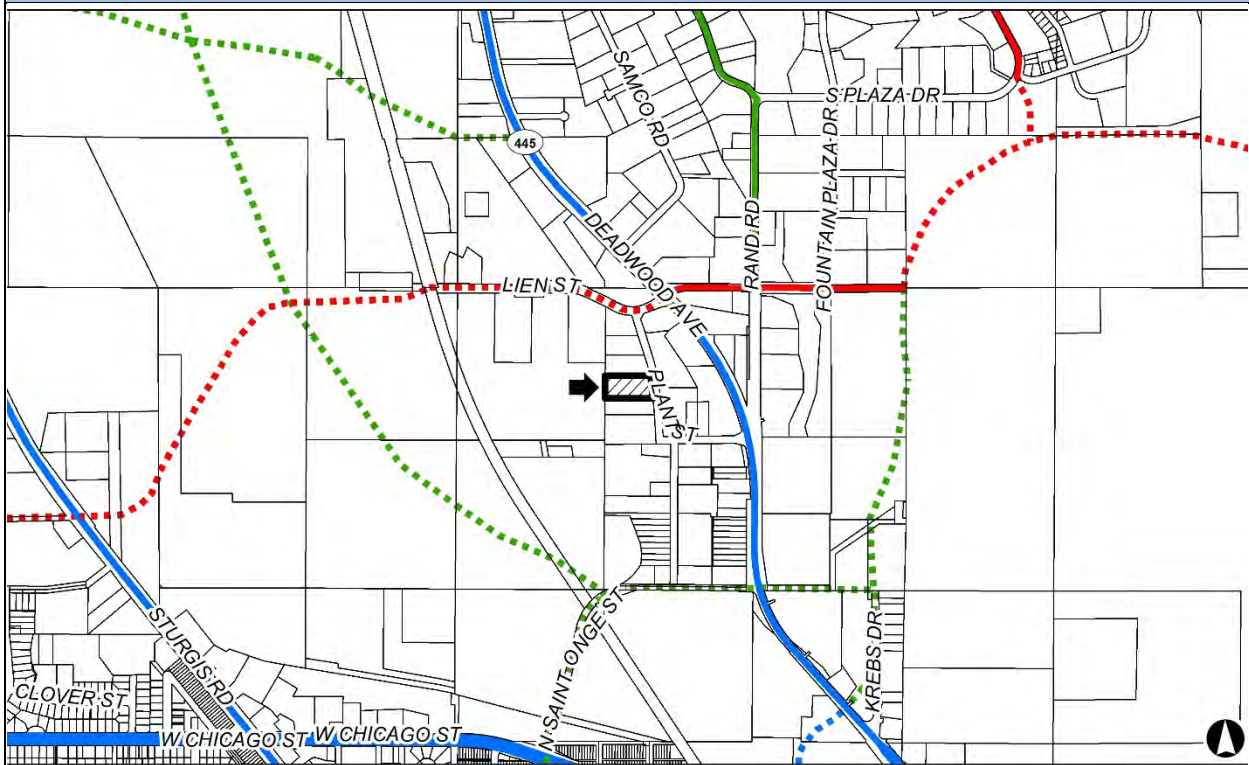 SAMCO RD
S PLAZA DR
445
DEADWOOD AVE
RAND RD
FOUNTAIN PLAZA DR
LIEN ST
PLANT ST
STURGIS RD
N SAINT ONGE ST
KREBS DR
CLOVER ST
W CHICAGO ST
W CHICAGO ST